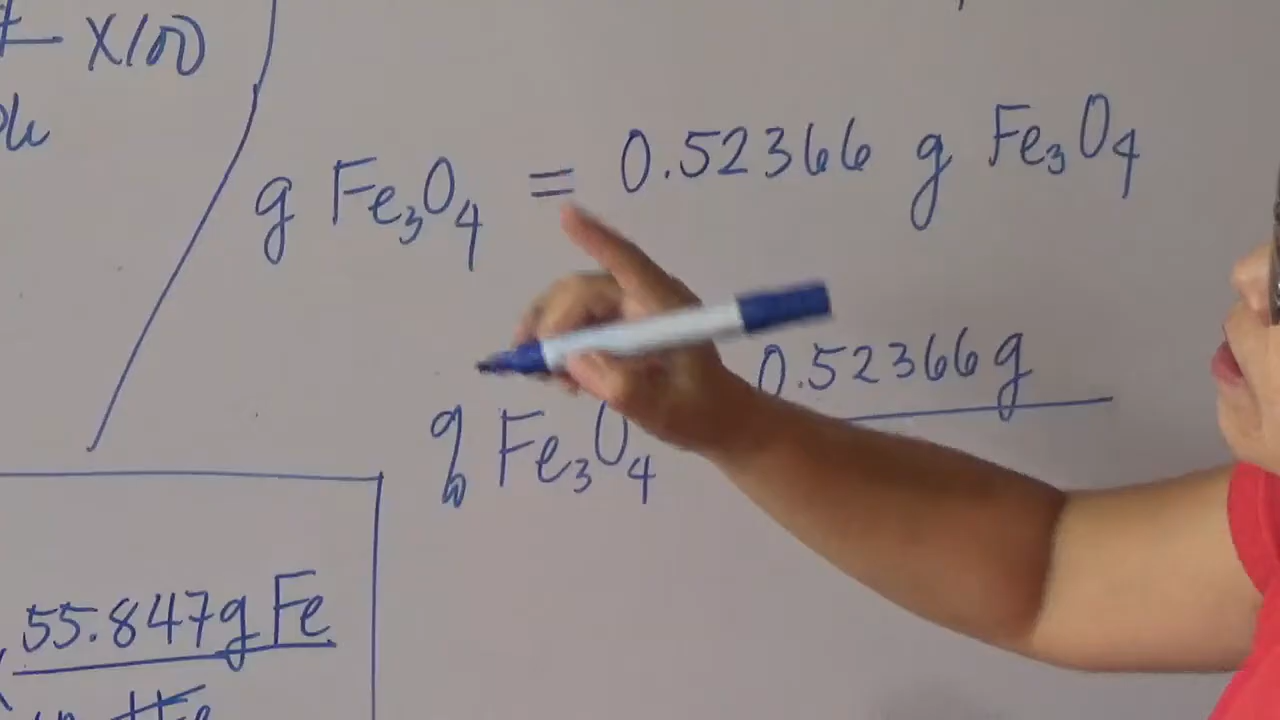 X100
g Fe₃O₄ = 0.52366 g Fe₃O₄
0.52366 g
% Fe₃O₄
55.847 g Fe